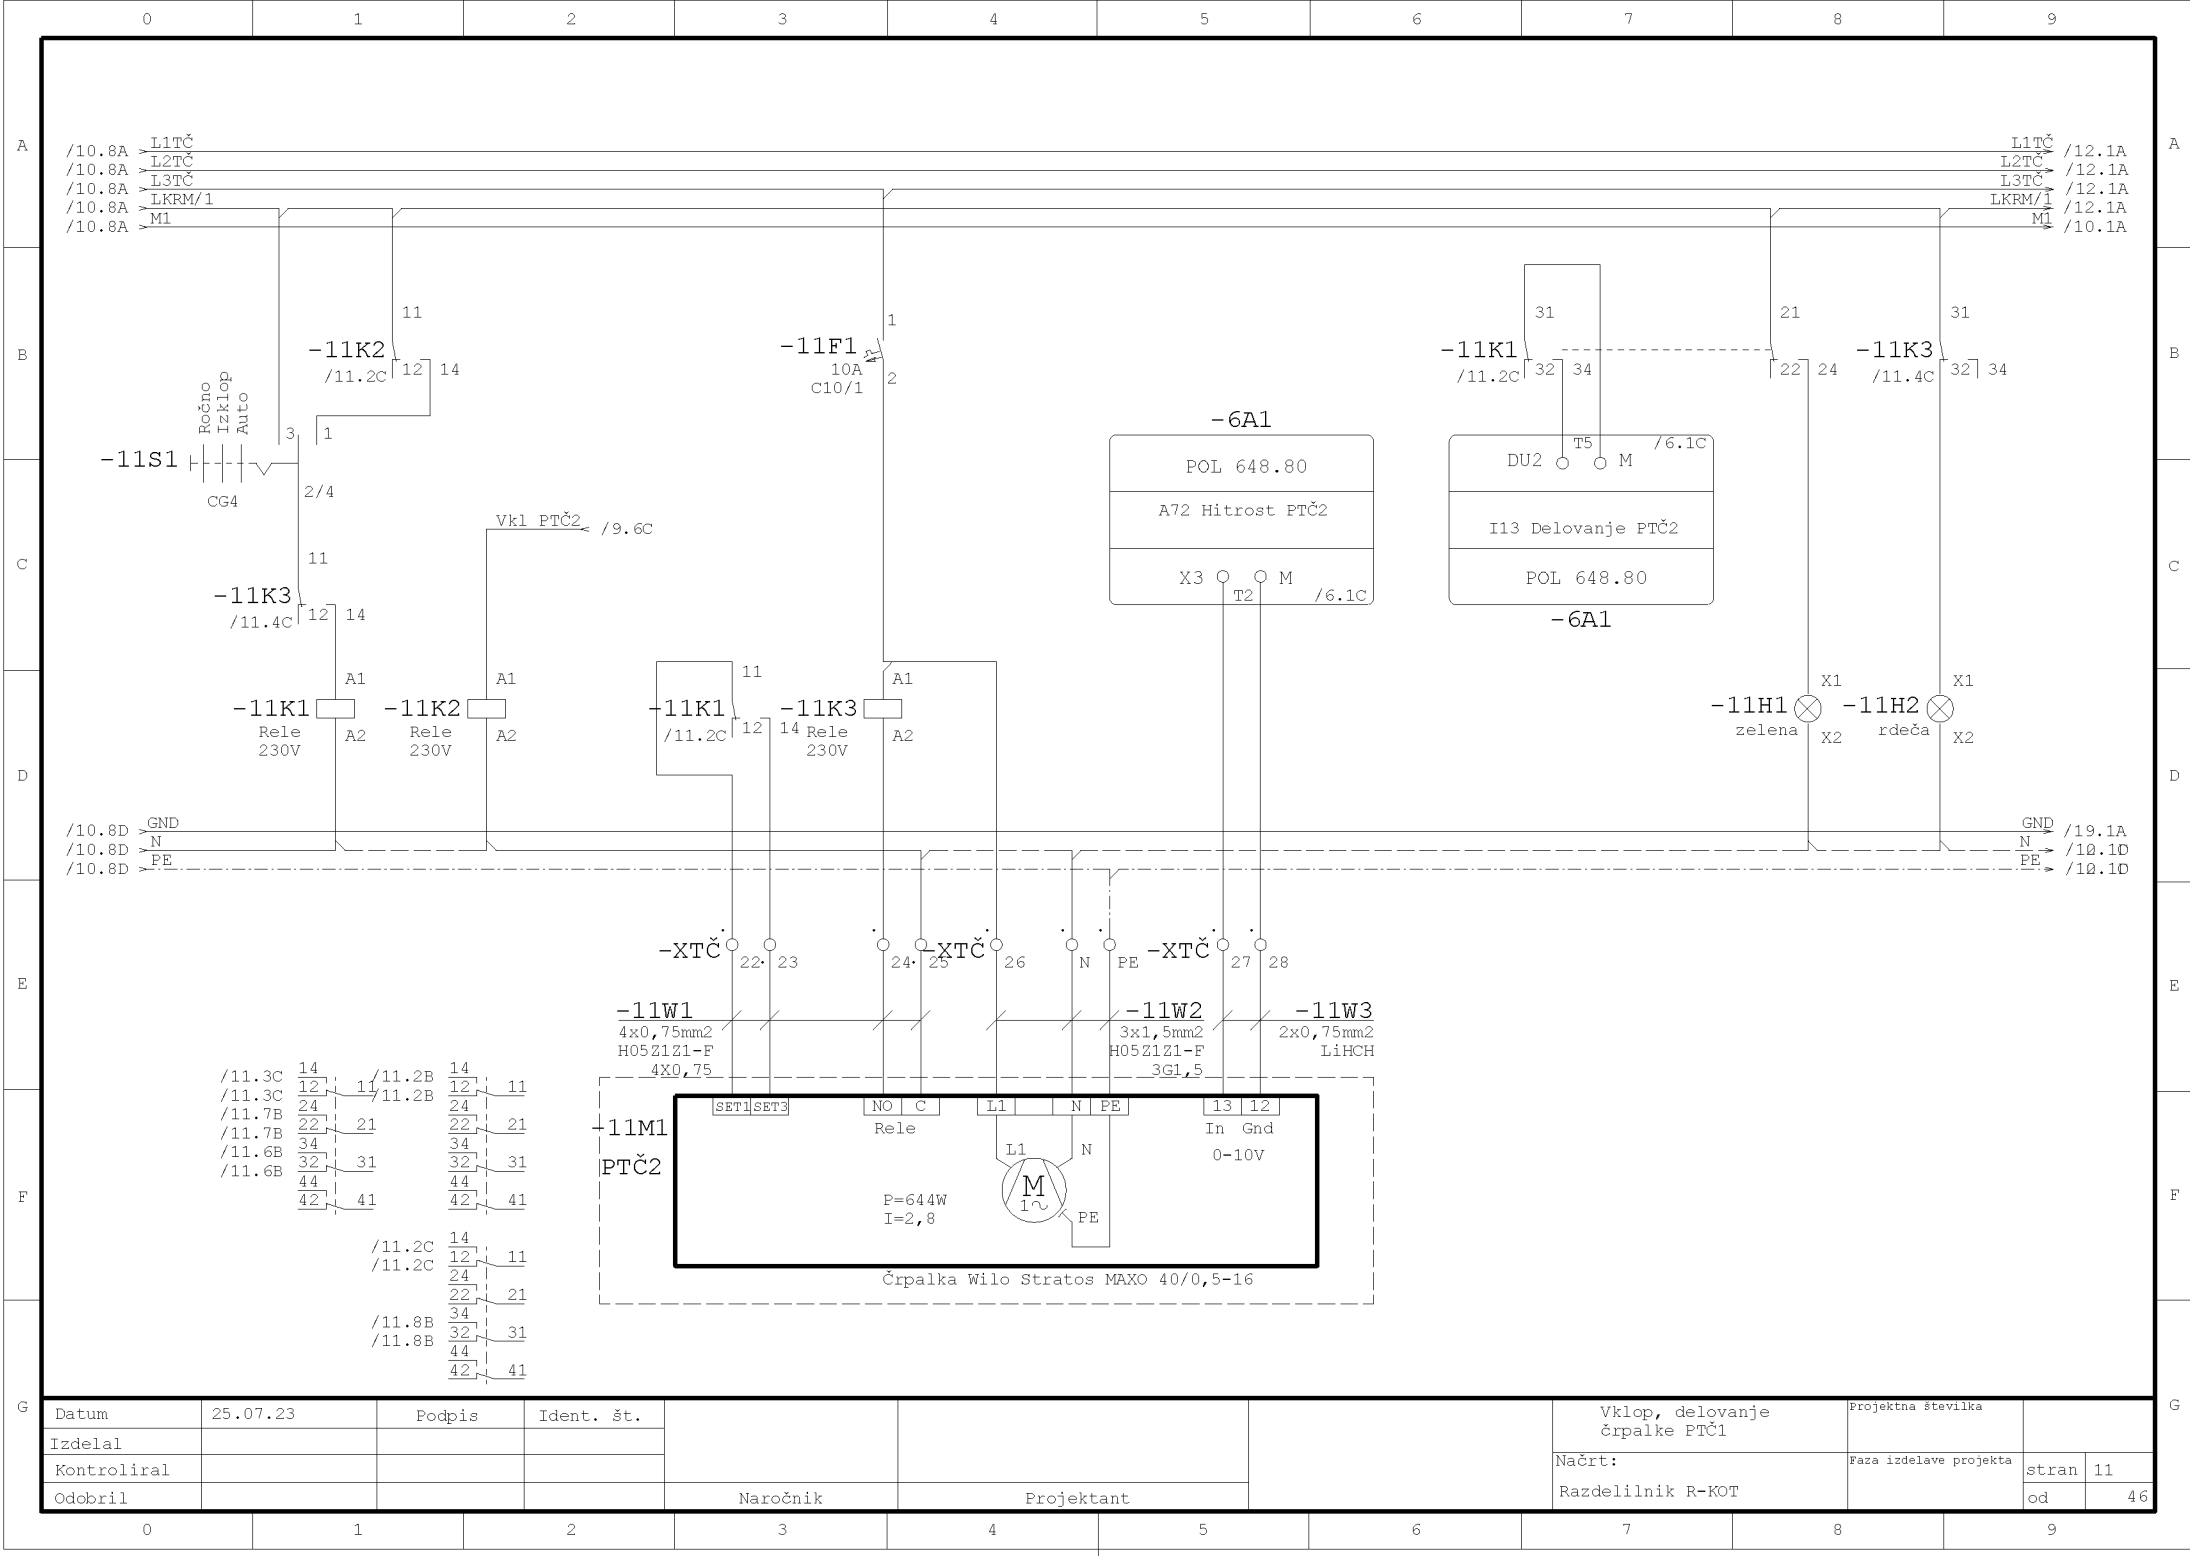 0 1 2 3 4 5 6 7 8 9
A A
/10.8A L1TČ L1TČ /12.1A
/10.8A L2TČ L2TČ /12.1A
/10.8A L3TČ L3TČ /12.1A
/10.8A LKRM/1 LKRM/1 /12.1A
/10.8A M1 M1 /10.1A
B B
11
-11K2
/11.2C 12 14
1
-11F1
10A
C10/1
2
31
-11K1
/11.2C 32 34
21
22 24
31
-11K3
/11.4C 32 34
Ročno
Izklop
Auto
3 1
-11S1
2/4
CG4
-6A1
POL 648.80
A72 Hitrost PTČ2
X3 M
T2 /6.1C
T5 /6.1C
DU2 M
I13 Delovanje PTČ2
POL 648.80
-6A1
C C
Vkl PTČ2 /9.6C
11
-11K3
/11.4C 12 14
A1
-11K1
Rele
230V
A2
A1
-11K2
Rele
230V
A2
11
-11K1
/11.2C 12 14
A1
-11K3
Rele
230V
A2
X1
-11H1
zelena
X2
X1
-11H2
rdeča
X2
D D
/10.8D GND GND /19.1A
/10.8D N N
/10.8D PE PE
E E
-XTČ 22 23 24 25
-XTČ 26 N PE
-XTČ 27 28
-11W1
4x0,75mm2
H05Z1Z1-F
4X0,75
-11W2
3x1,5mm2
H05Z1Z1-F
3G1,5
-11W3
2x0,75mm2
LiHCH
/11.3C 14
/11.3C 12 11
/11.7B 24
/11.7B 22 21
/11.6B 34
/11.6B 32 31
44
42 41
/11.2B 14
/11.2B 12 11
24
22 21
34
32 31
44
42 41
/11.2C 14
/11.2C 12 11
24
22 21
/11.8B 34
/11.8B 32 31
44
42 41
F F
-11M1
PTČ2
SET1 SET3 NO C L1 N PE 13 12
Rele
In Gnd
0-10V
L1 N
M
1~
PE
P=644W
I=2,8
Črpalka Wilo Stratos MAXO 40/0,5-16
G G
Datum 25.07.23 Podpis Ident. št.
Izdelal
Kontroliral
Odobril
Naročnik Projektant
Vklop, delovanje
črpalke PTČ1
Načrt:
Razdelilnik R-KOT
Projektna številka
Faza izdelave projekta
stran 11
od 46
0 1 2 3 4 5 6 7 8 9